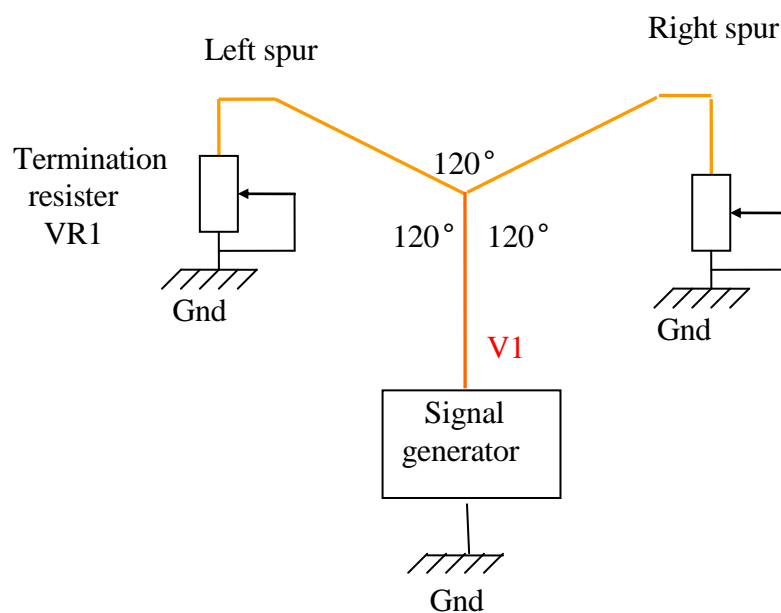 Left spur
Right spur
Termination
resister
VR1
120°
120°
120°
Gnd
Gnd
V1
Signal
generator
Gnd